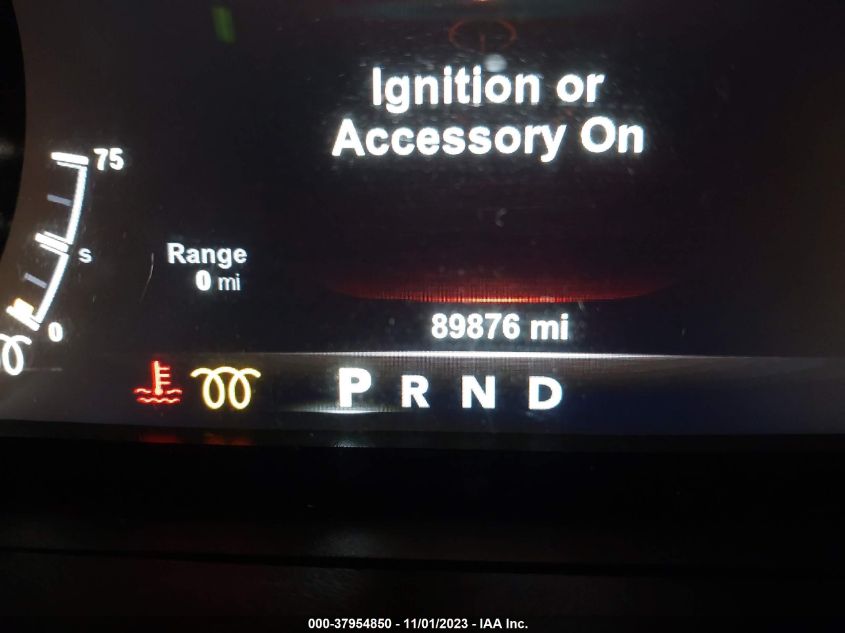 Ignition or
Accessory On
75
S
0
Range
0 mi
89876 mi
P R N D
000-37954850 - 11/01/2023 - IAA Inc.